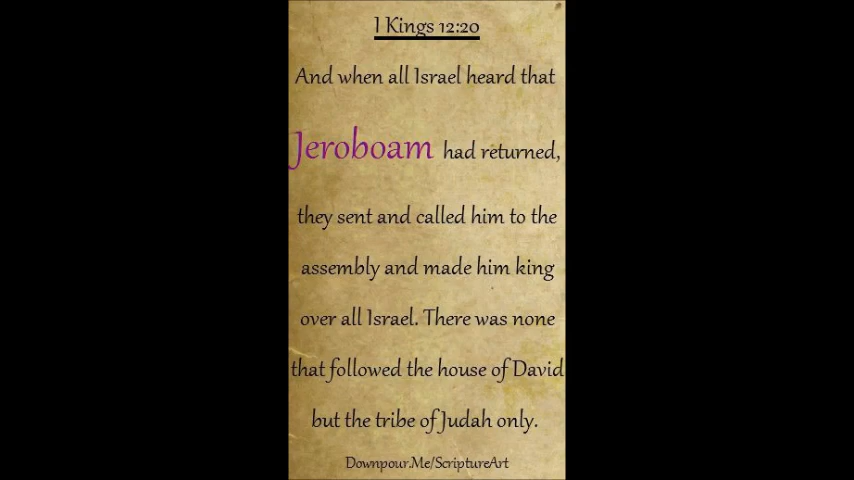 I Kings 12:20
And when all Israel heard that
Jeroboam had returned,
they sent and called him to the
assembly and made him king
over all Israel. There was none
that followed the house of David
but the tribe of Judah only.
Downpour.Me/ScriptureArt